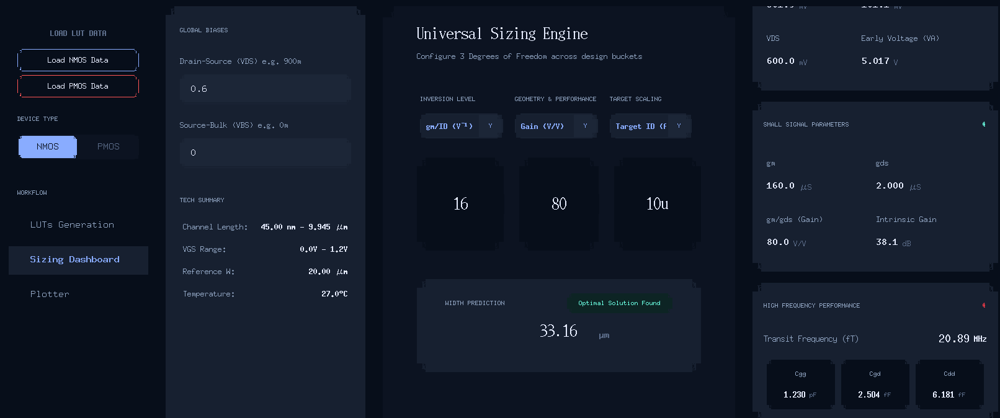 LOAD LUT DATA
Load NMOS Data
Load PMOS Data
DEVICE TYPE
NMOS PMOS
WORKFLOW
LUTs Generation
Sizing Dashboard
Plotter
GLOBAL BIASES
Drain-Source (VDS) e.g. 900m
0.6
Source-Bulk (VBS) e.g. 0m
0
TECH SUMMARY
Channel Length: 45.00 nm – 9.945 μm
VGS Range: 0.0V – 1.2V
Reference W: 20.00 μm
Temperature: 27.0°C
Universal Sizing Engine
Configure 3 Degrees of Freedom across design buckets
INVERSION LEVEL GEOMETRY & PERFORMANCE TARGET SCALING
gm/ID (V⁻¹) Y Gain (V/V) Y Target ID (f Y
16 80 10u
WIDTH PREDICTION Optimal Solution Found
33.16 μm
VDS Early Voltage (VA)
600.0 mV 5.017 V
SMALL SIGNAL PARAMETERS
gm gds
160.0 μS 2.000 μS
gm/gds (Gain) Intrinsic Gain
80.0 V/V 38.1 dB
HIGH FREQUENCY PERFORMANCE
Transit Frequency (fT) 20.89 MHz
Cgg Cgd Cdd
1.230 pF 2.504 fF 6.181 fF